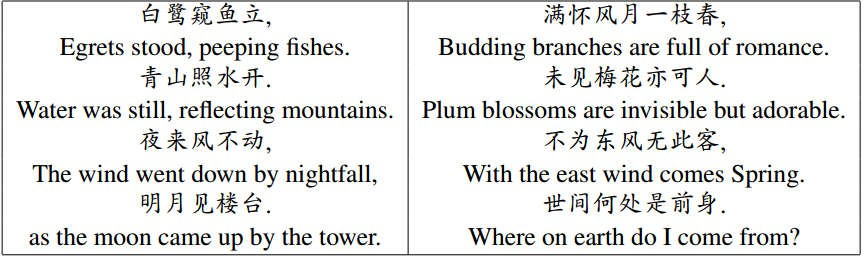 白鹭窥鱼立,
Egrets stood, peeping fishes.
青山照水开.
Water was still, reflecting mountains.
夜来风不动,
The wind went down by nightfall,
明月见楼台.
as the moon came up by the tower.
满怀风月一枝春,
Budding branches are full of romance.
未见梅花亦可人.
Plum blossoms are invisible but adorable.
不为东风无此客,
With the east wind comes Spring.
世间何处是前身.
Where on earth do I come from?